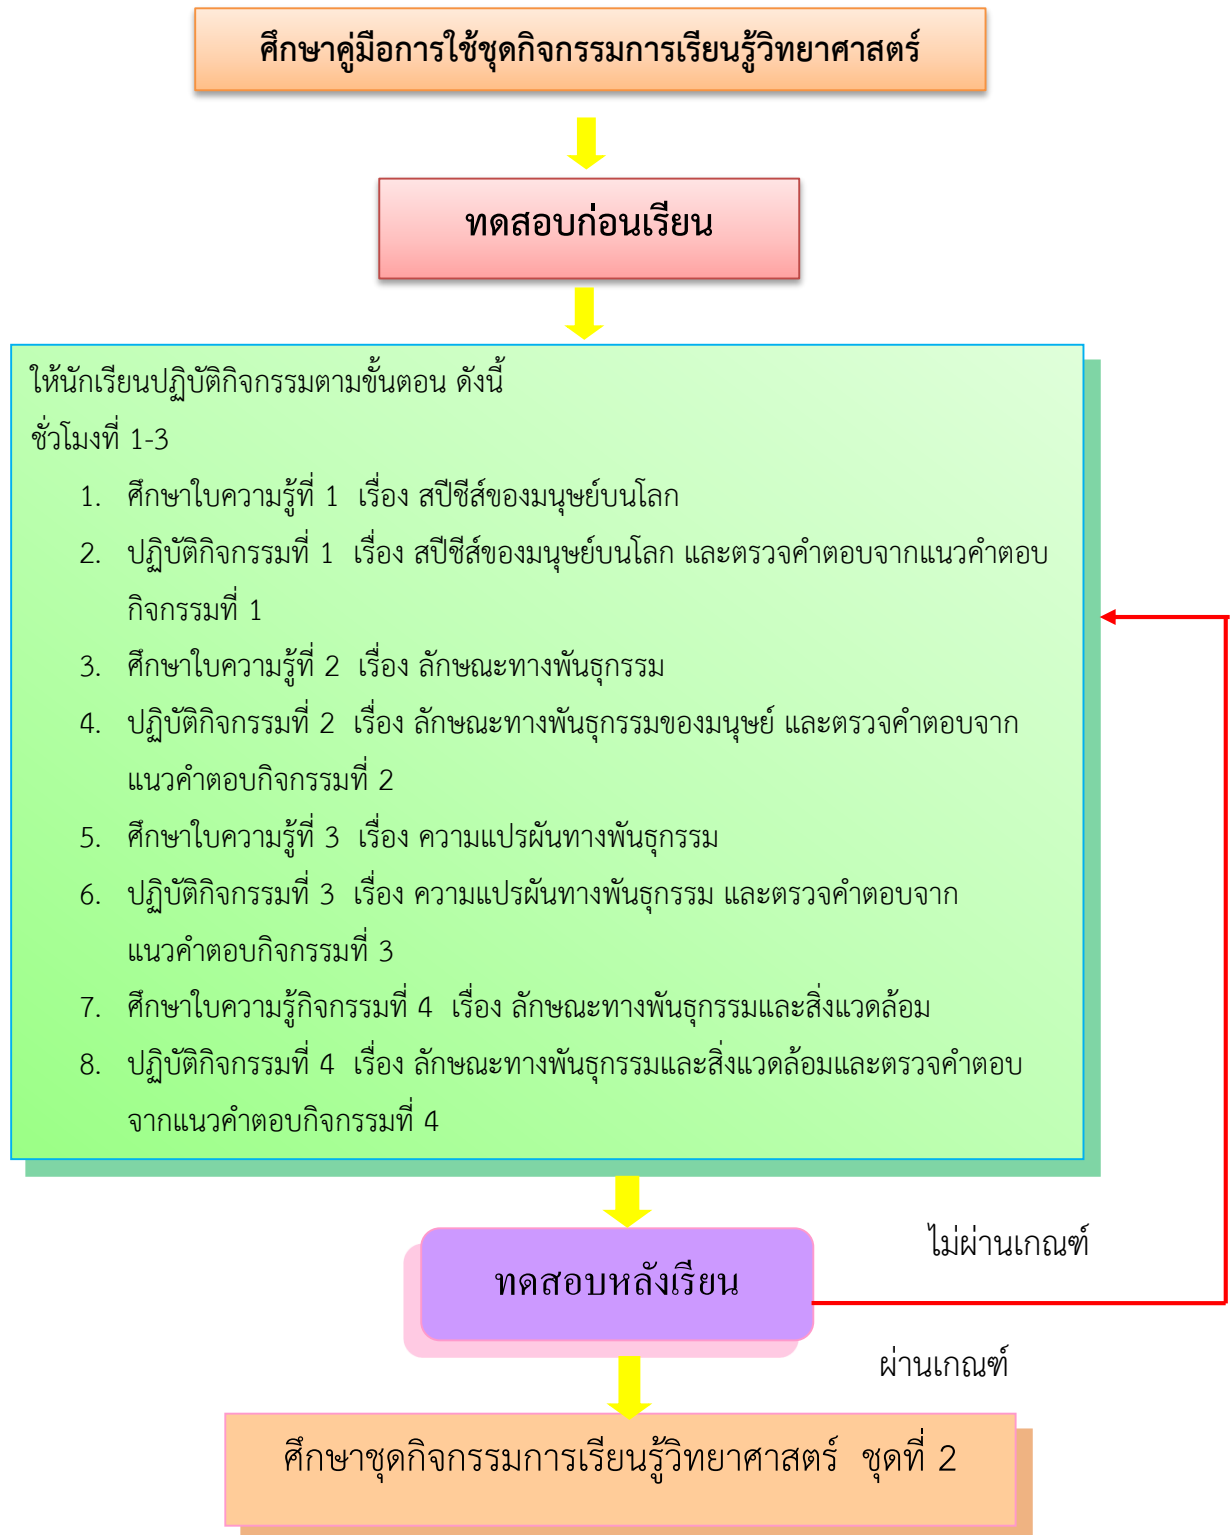 ศึกษาคู่มือการใช้ชุดกิจกรรมการเรียนรู้วิทยาศาสตร์
ทดสอบก่อนเรียน
ให้นักเรียนปฏิบัติกิจกรรมตามขั้นตอน ดังนี้
ชั่วโมงที่ 1-3
1. ศึกษาใบความรู้ที่ 1 เรื่อง สปีชีส์ของมนุษย์บนโลก
2. ปฏิบัติกิจกรรมที่ 1 เรื่อง สปีชีส์ของมนุษย์บนโลก และตรวจคำตอบจากแนวคำตอบ
กิจกรรมที่ 1
3. ศึกษาใบความรู้ที่ 2 เรื่อง ลักษณะทางพันธุกรรม
4. ปฏิบัติกิจกรรมที่ 2 เรื่อง ลักษณะทางพันธุกรรมของมนุษย์ และตรวจคำตอบจาก
แนวคำตอบกิจกรรมที่ 2
5. ศึกษาใบความรู้ที่ 3 เรื่อง ความแปรผันทางพันธุกรรม
6. ปฏิบัติกิจกรรมที่ 3 เรื่อง ความแปรผันทางพันธุกรรม และตรวจคำตอบจาก
แนวคำตอบกิจกรรมที่ 3
7. ศึกษาใบความรู้กิจกรรมที่ 4 เรื่อง ลักษณะทางพันธุกรรมและสิ่งแวดล้อม
8. ปฏิบัติกิจกรรมที่ 4 เรื่อง ลักษณะทางพันธุกรรมและสิ่งแวดล้อมและตรวจคำตอบ
จากแนวคำตอบกิจกรรมที่ 4
ไม่ผ่านเกณฑ์
ทดสอบหลังเรียน
ผ่านเกณฑ์
ศึกษาชุดกิจกรรมการเรียนรู้วิทยาศาสตร์ ชุดที่ 2